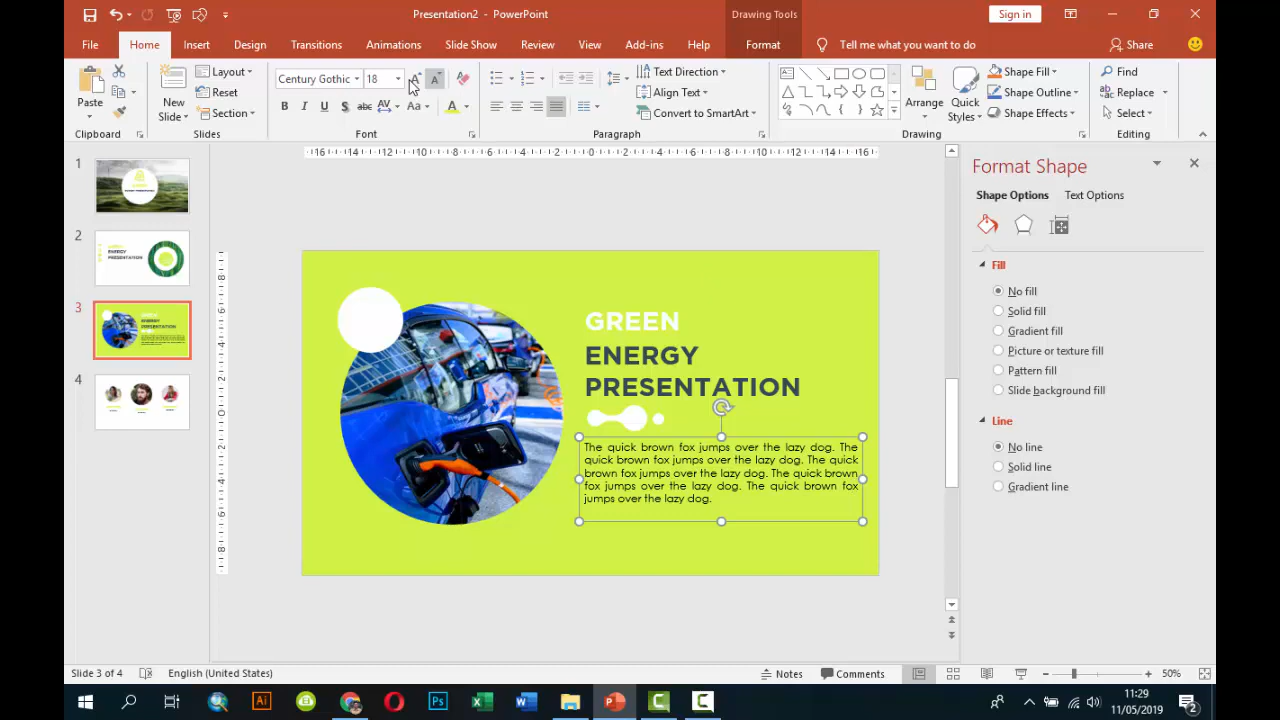 Presentation2 - PowerPoint
Drawing Tools
Sign in
File
Home
Insert
Design
Transitions
Animations
Slide Show
Review
View
Add-ins
Help
Format
Tell me what you want to do
Share
Paste
New
Slide
Layout
Reset
Section
Century Gothic
18
B I U S abc AV Aa A
Text Direction
Align Text
Convert to SmartArt
Arrange
Quick
Styles
Shape Fill
Shape Outline
Shape Effects
Find
Replace
Select
Clipboard
Slides
Font
Paragraph
Drawing
Editing
1
2
3
4
Format Shape
Shape Options
Text Options
Fill
No fill
Solid fill
Gradient fill
Picture or texture fill
Pattern fill
Slide background fill
Line
No line
Solid line
Gradient line
GREEN
ENERGY
PRESENTATION
The quick brown fox jumps over the lazy dog. The
quick brown fox jumps over the lazy dog. The quick
brown fox jumps over the lazy dog. The quick brown
fox jumps over the lazy dog. The quick brown fox
jumps over the lazy dog.
Slide 3 of 4
English (United States)
Notes
Comments
50%
11:29
11/05/2019